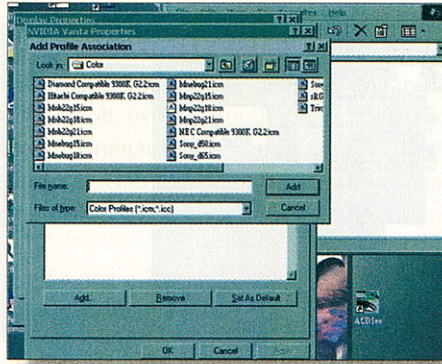 Display Properties
Help
NVIDIA Vanta Properties
Add Profile Association
Look in: Color
Diamond Compatible 9300K G2.2.icm
Hitachi Compatible 9300K G2.2.icm
Mnb22g15.icm
Mnb22g18.icm
Mnb22g21.icm
Mnebug15.icm
Mnebug18.icm
Mnebug21.icm
Mnp22g15.icm
Mnp22g18.icm
Mnp22g21.icm
NEC Compatible 9300K G2.2.icm
Sony_d50.icm
Sony_d65.icm
File name:
Add
Files of type: Color Profiles (*.icm;*.icc)
Cancel
Add...
Remove
Set As Default
OK
Cancel
Apply